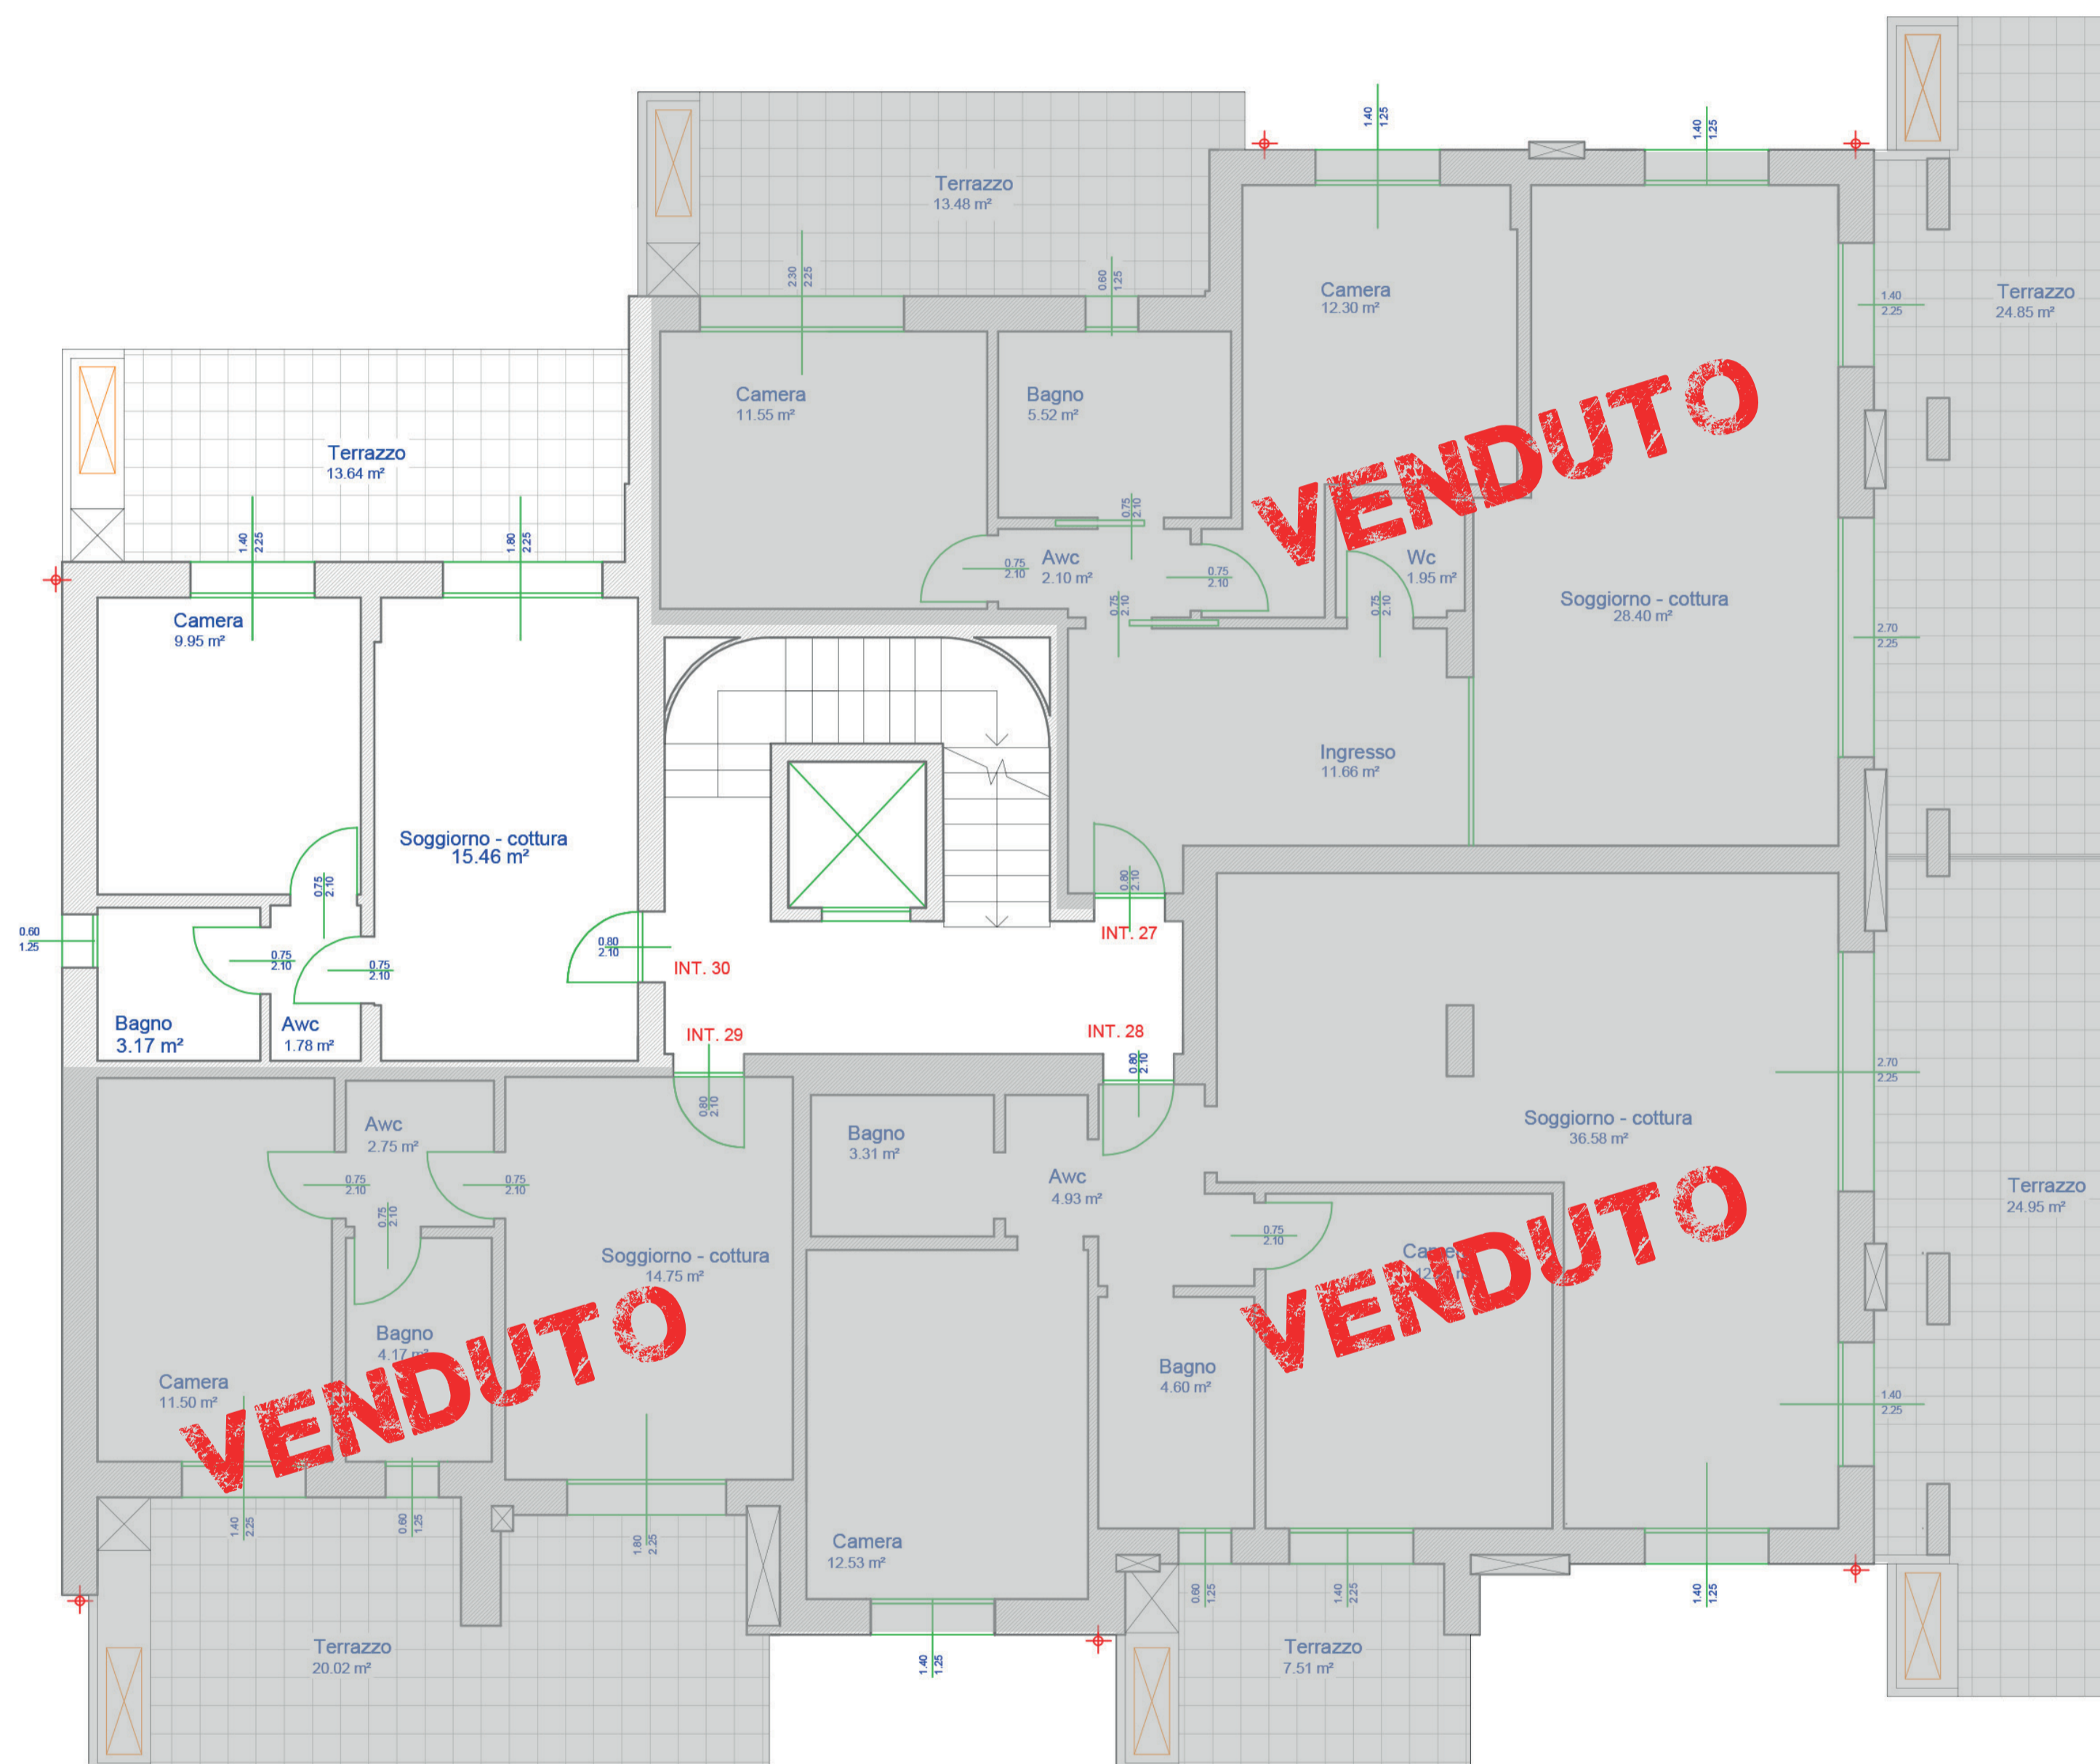 1.40
1.25
1.40
1.25
Terrazzo
13.48 m²
2.30
2.25
0.60
1.25
Camera
12.30 m²
1.40
2.25
Terrazzo
24.85 m²
Camera
11.55 m²
Bagno
5.52 m²
VENDUTO
Terrazzo
13.64 m²
1.40
2.25
1.80
2.25
0.75
2.10
Awc
2.10 m²
0.75
2.10
0.75
2.10
0.75
2.10
Wc
1.95 m²
0.75
2.10
Soggiorno - cottura
28.40 m²
2.70
2.25
Camera
9.95 m²
Ingresso
11.66 m²
Soggiorno - cottura
15.46 m²
0.75
2.10
0.80
2.10
0.60
1.25
0.75
2.10
0.75
2.10
0.80
2.10
INT. 27
INT. 30
Bagno
3.17 m²
Awc
1.78 m²
INT. 29
INT. 28
0.80
2.10
0.80
2.10
2.70
2.25
Awc
2.75 m²
Bagno
3.31 m²
Soggiorno - cottura
36.58 m²
0.75
2.10
0.75
2.10
0.75
2.10
Awc
4.93 m²
Terrazzo
24.95 m²
0.75
2.10
Soggiorno - cottura
14.75 m²
VENDUTO
Bagno
4.17 m²
Camera
11.50 m²
VENDUTO
Bagno
4.60 m²
1.40
2.25
1.40
2.25
0.60
1.25
1.80
2.25
Camera
12.53 m²
0.60
1.25
1.40
2.25
1.40
1.25
Terrazzo
20.02 m²
1.40
1.25
Terrazzo
7.51 m²